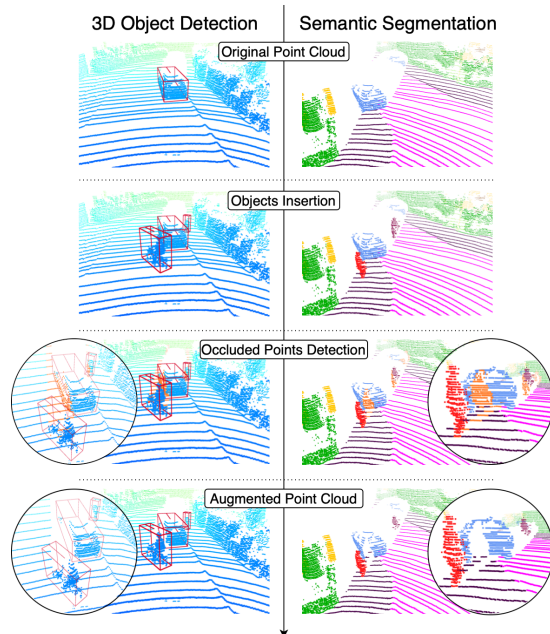 3D Object Detection
Semantic Segmentation
Original Point Cloud
Objects Insertion
Occluded Points Detection
Augmented Point Cloud